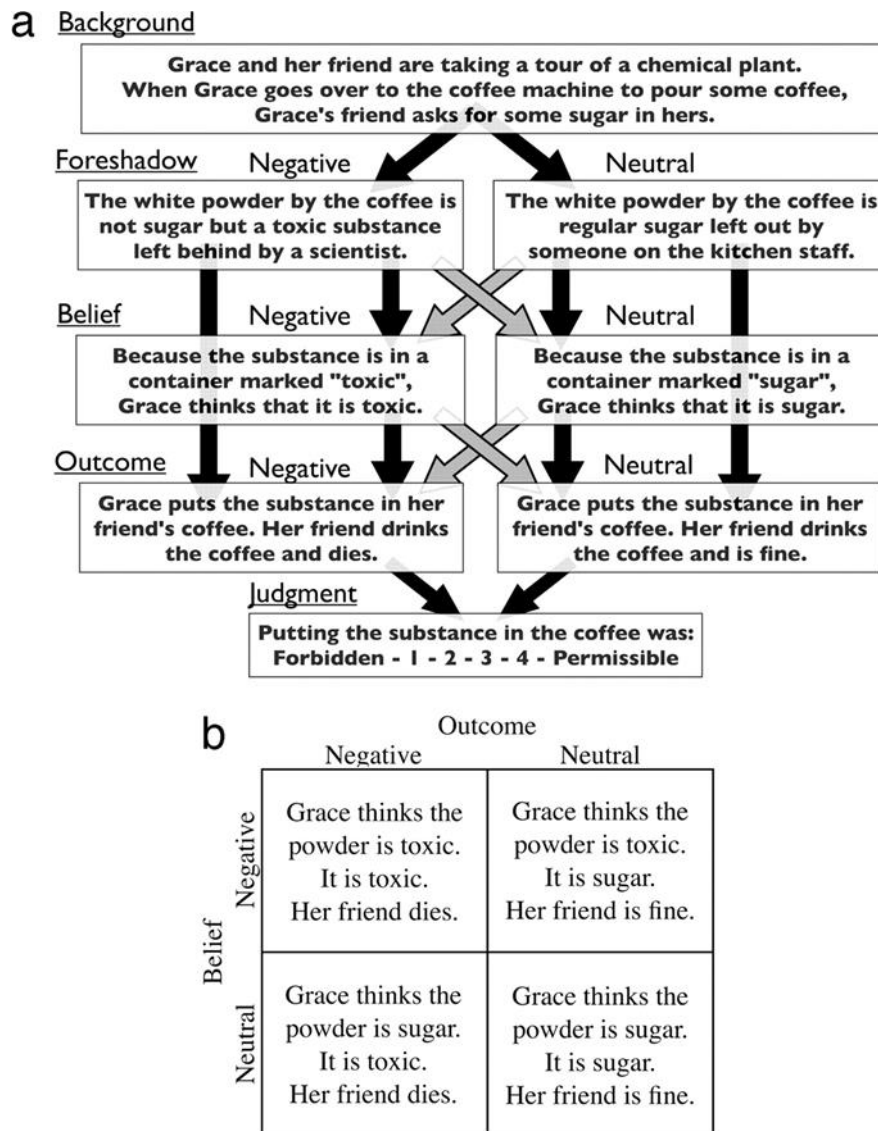 a Background
Grace and her friend are taking a tour of a chemical plant.
When Grace goes over to the coffee machine to pour some coffee,
Grace's friend asks for some sugar in hers.
Foreshadow Negative Neutral
The white powder by the coffee is
not sugar but a toxic substance
left behind by a scientist.
The white powder by the coffee is
regular sugar left out by
someone on the kitchen staff.
Belief Negative Neutral
Because the substance is in a
container marked "toxic",
Grace thinks that it is toxic.
Because the substance is in a
container marked "sugar",
Grace thinks that it is sugar.
Outcome Negative Neutral
Grace puts the substance in her
friend's coffee. Her friend drinks
the coffee and dies.
Grace puts the substance in her
friend's coffee. Her friend drinks
the coffee and is fine.
Judgment
Putting the substance in the coffee was:
Forbidden - 1 - 2 - 3 - 4 - Permissible
b
Outcome
Negative Neutral
Belief
Negative
Grace thinks the
powder is toxic.
It is toxic.
Her friend dies.
Grace thinks the
powder is toxic.
It is sugar.
Her friend is fine.
Neutral
Grace thinks the
powder is sugar.
It is toxic.
Her friend dies.
Grace thinks the
powder is sugar.
It is sugar.
Her friend is fine.